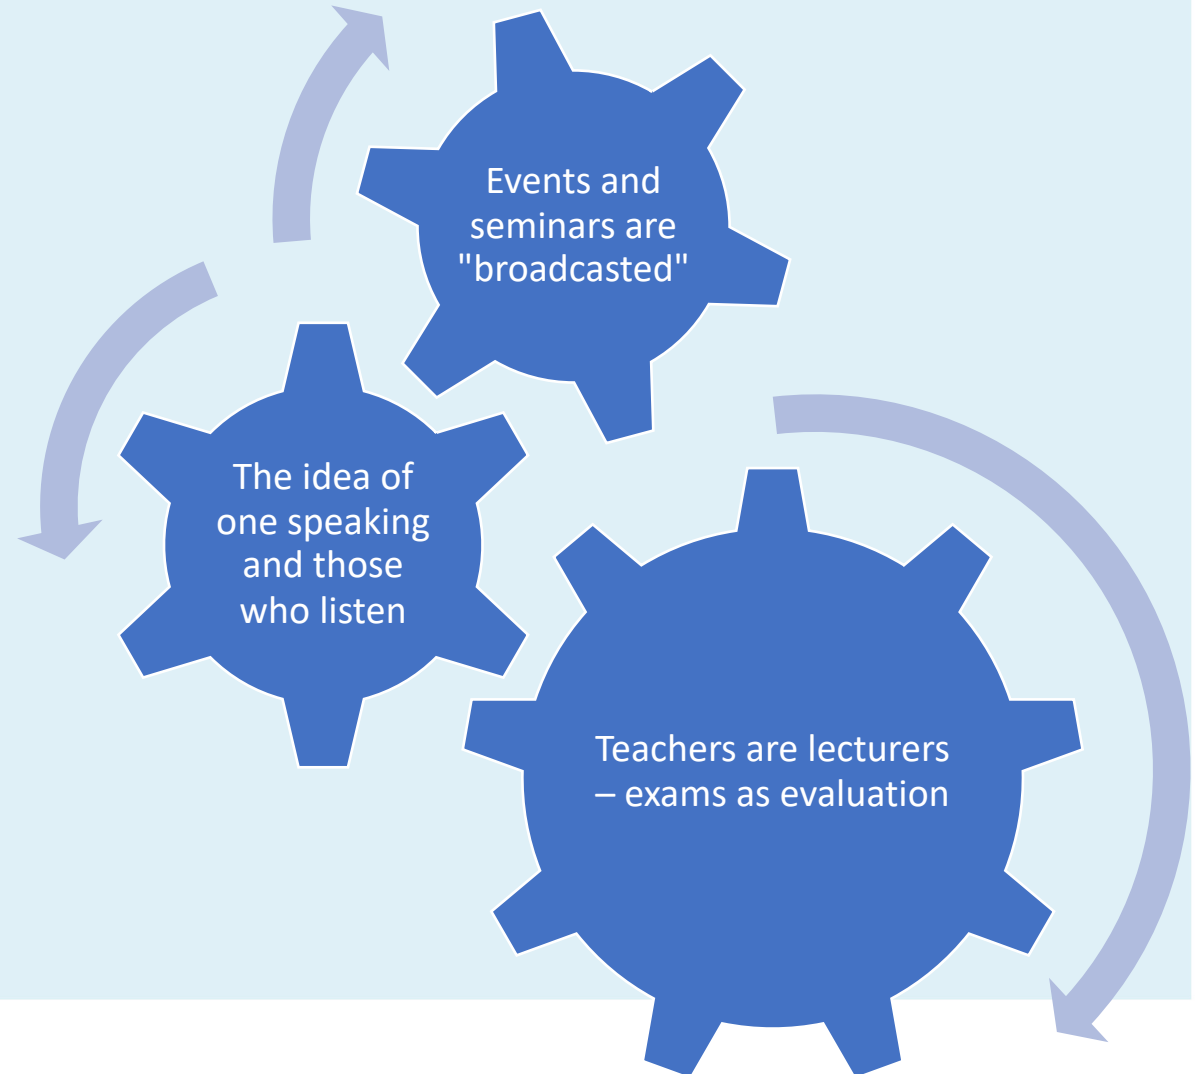 Events and
seminars are
"broadcasted"
The idea of
one speaking
and those
who listen
Teachers are lecturers
– exams as evaluation